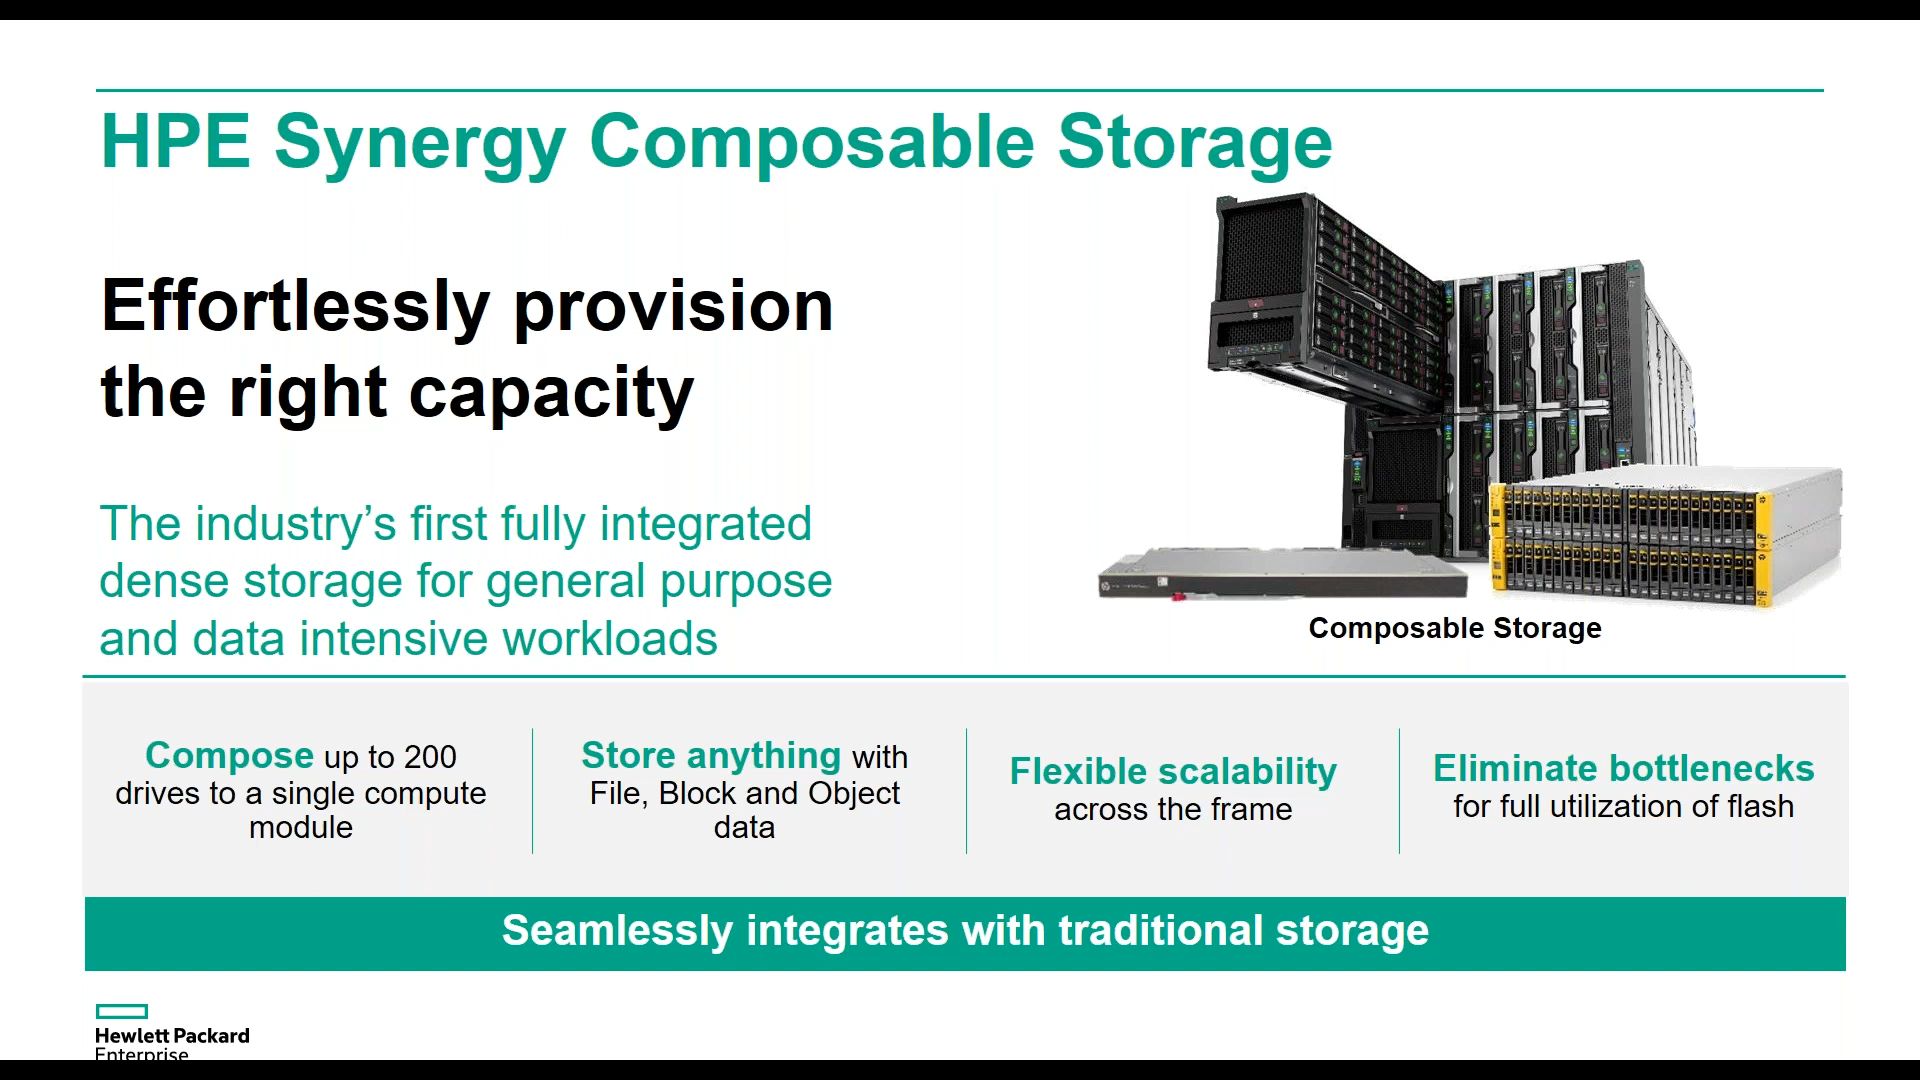 HPE Synergy Composable Storage
Effortlessly provision
the right capacity
The industry’s first fully integrated
dense storage for general purpose
and data intensive workloads
Composable Storage
Compose up to 200
drives to a single compute
module
Store anything with
File, Block and Object
data
Flexible scalability
across the frame
Eliminate bottlenecks
for full utilization of flash
Seamlessly integrates with traditional storage
Hewlett Packard
Enterprise